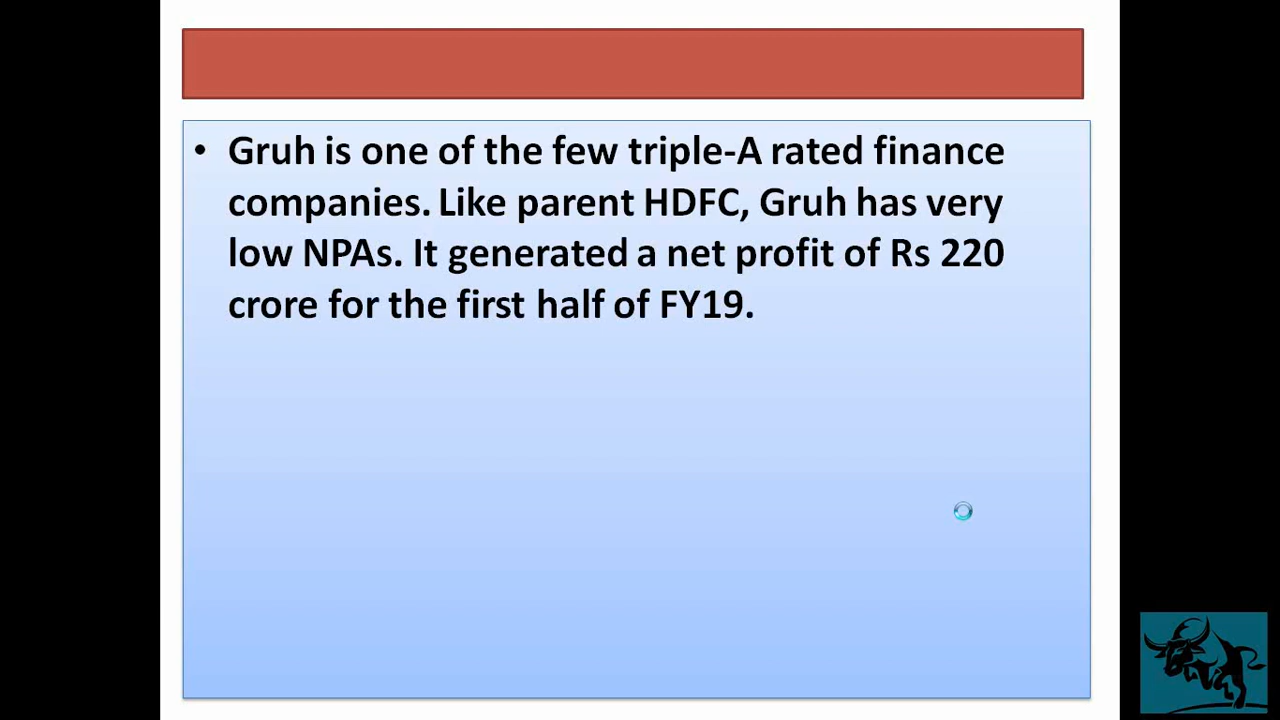 • Gruh is one of the few triple-A rated finance
companies. Like parent HDFC, Gruh has very
low NPAs. It generated a net profit of Rs 220
crore for the first half of FY19.